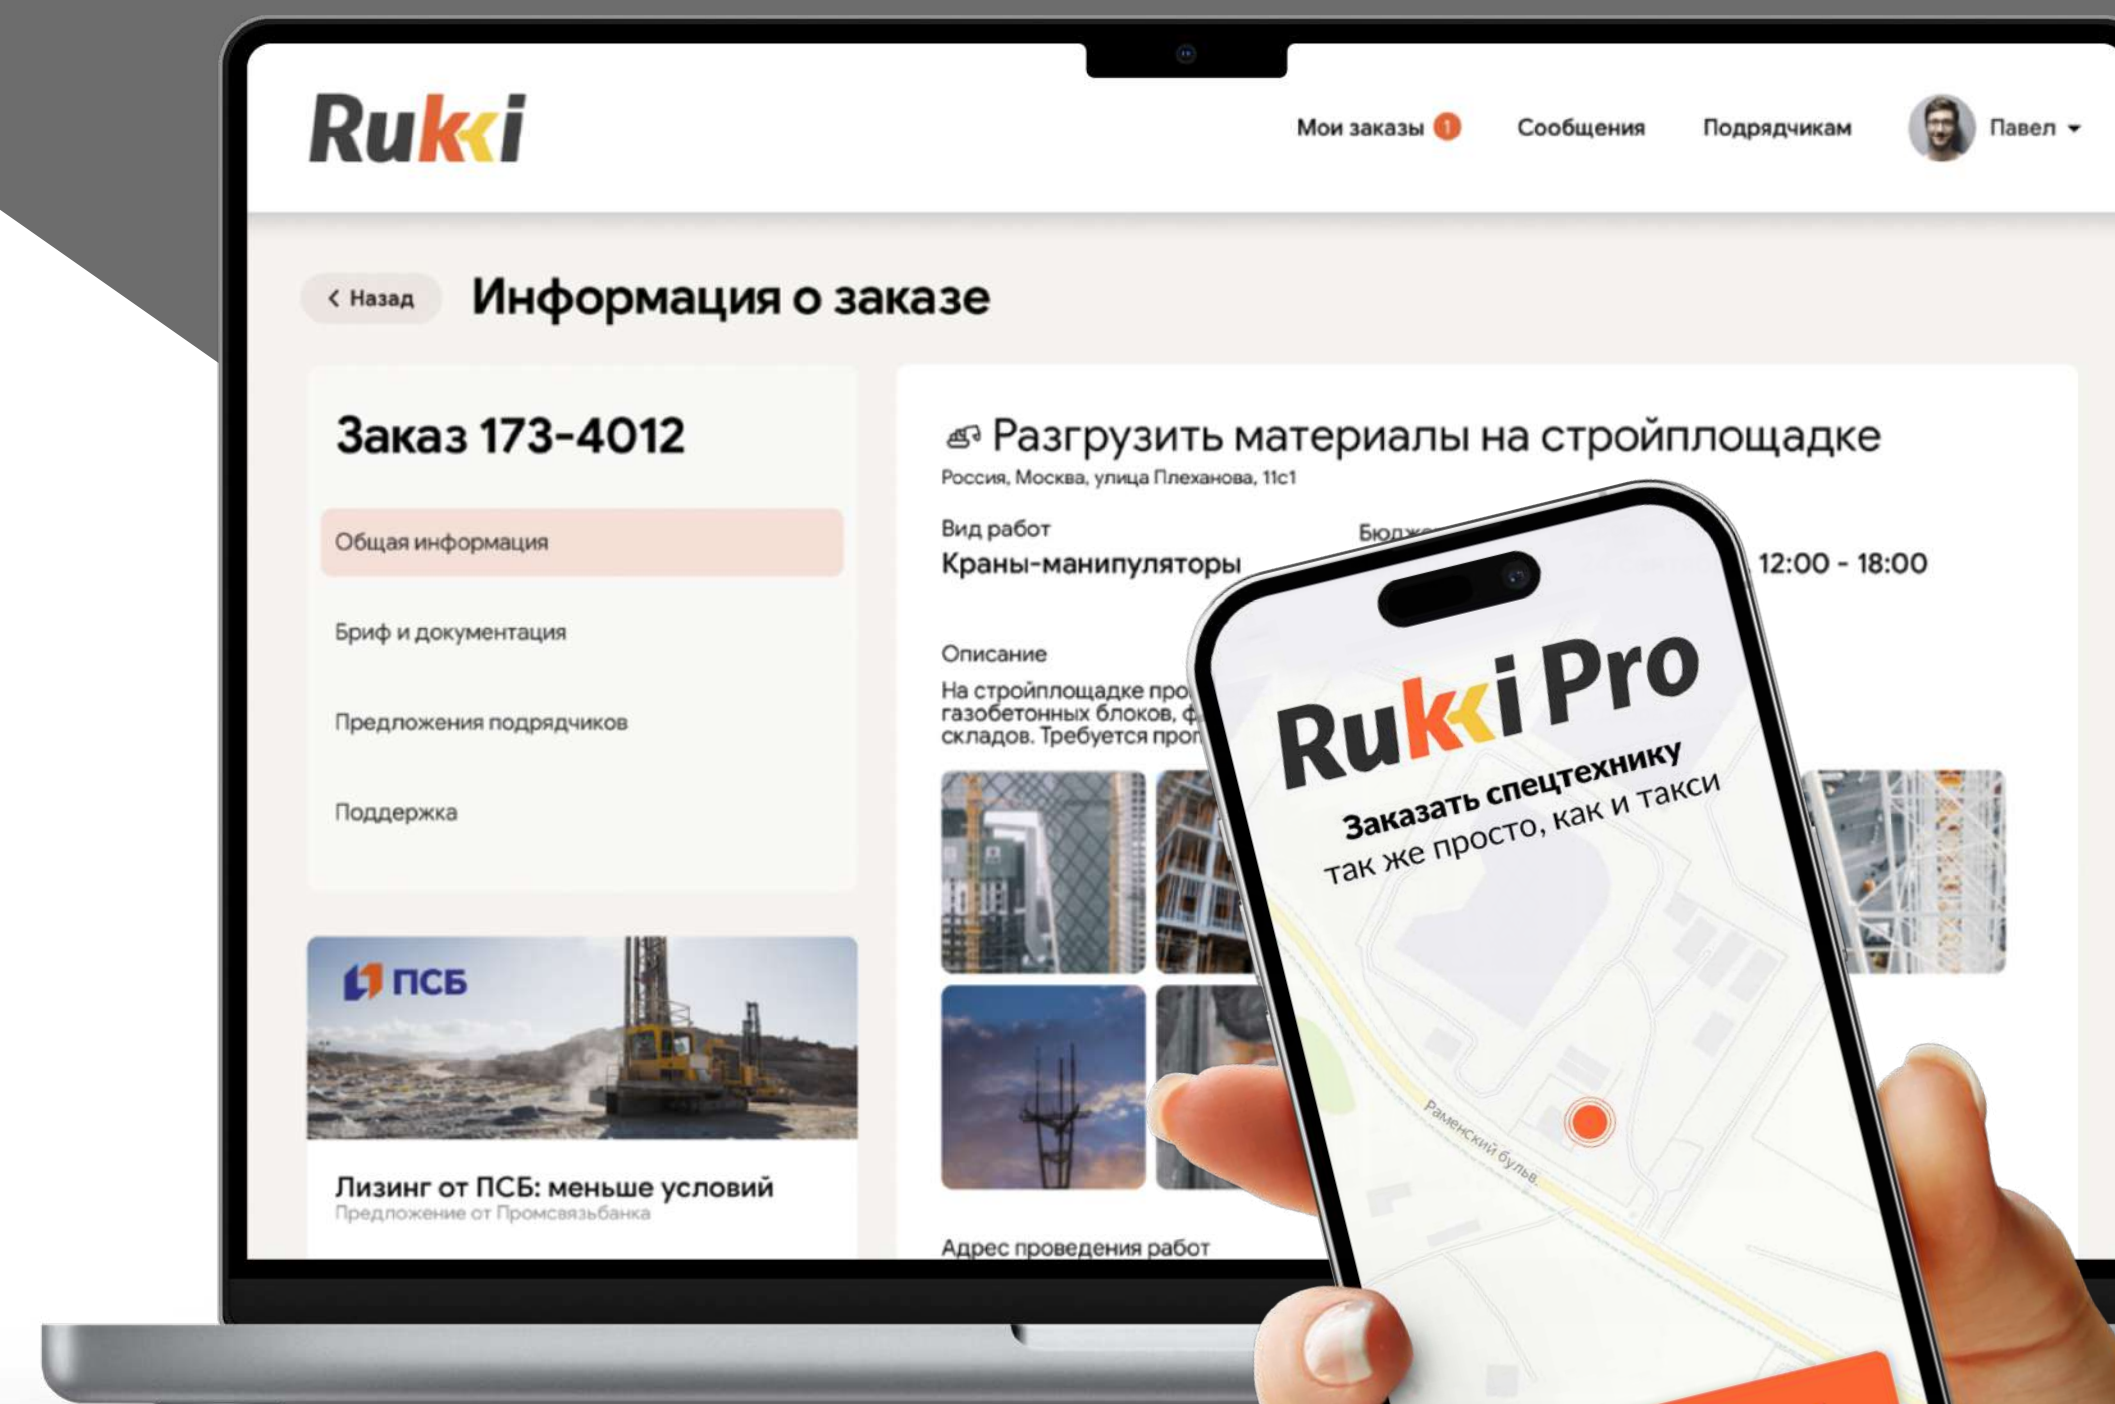 Rukki
Мои заказы 1
Сообщения
Подрядчикам
Павел
Назад
Информация о заказе
Заказ 173-4012
Общая информация
Бриф и документация
Предложения подрядчиков
Поддержка
ПСБ
Лизинг от ПСБ: меньше условий
Предложение от Промсвязьбанка
Разгрузить материалы на стройплощадке
Россия, Москва, улица Плеханова, 11с1
Вид работ
Краны-манипуляторы
12:00 - 18:00
Описание
На стройплощадке
газобетонных блоков,
складов. Требуется
Адрес проведения работ
Rukki Pro
Заказать спецтехнику
так же просто, как и такси
Раменский бульв.